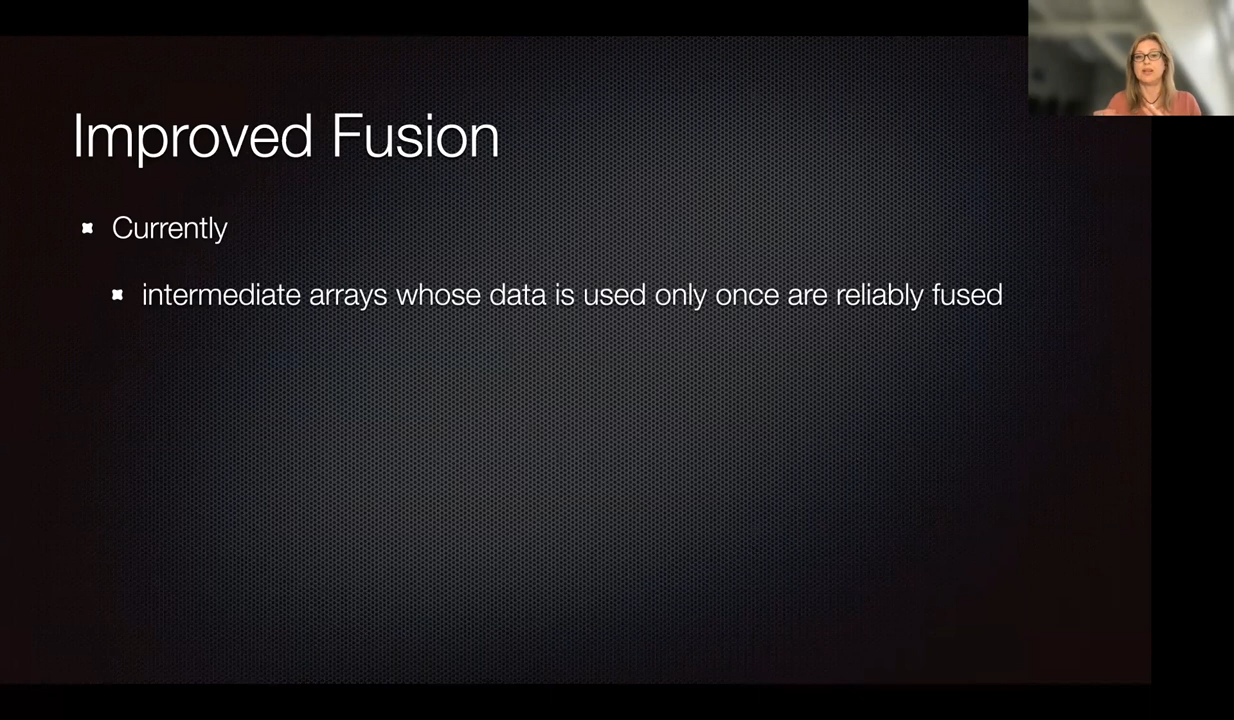 Improved Fusion
Currently
intermediate arrays whose data is used only once are reliably fused